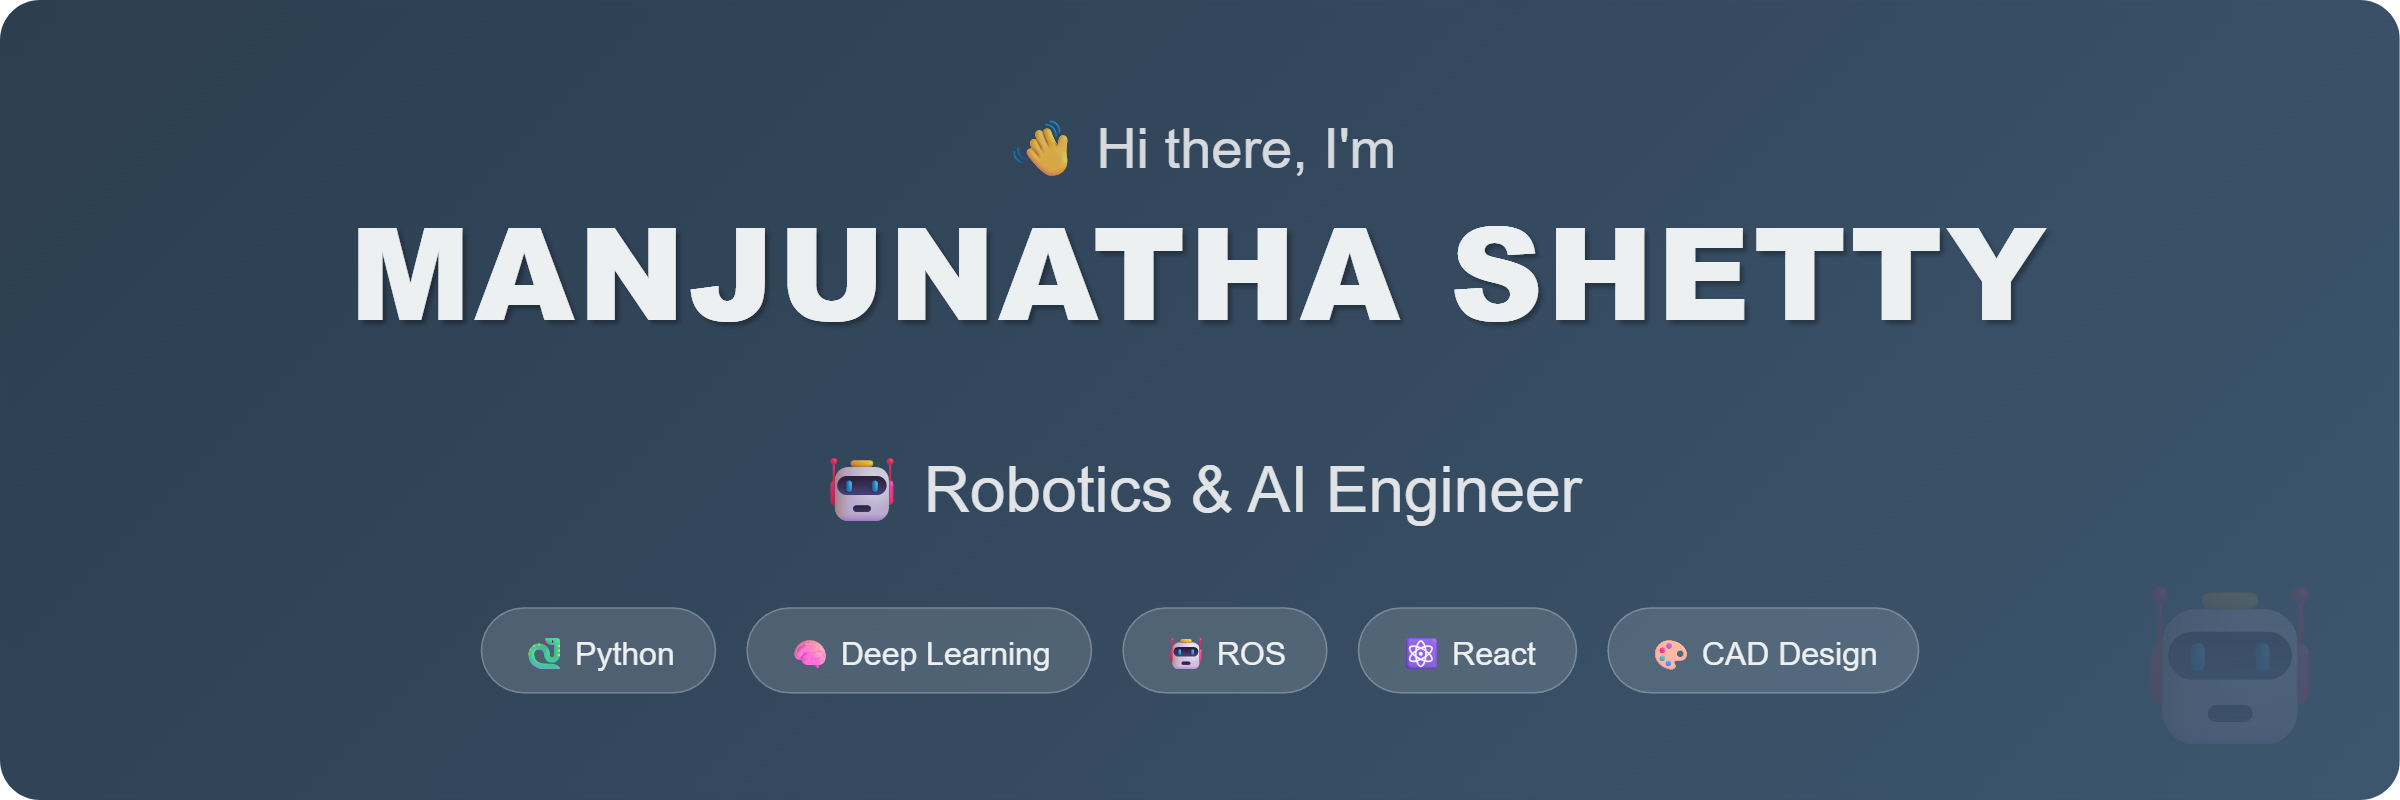 👋 Hi there, I'm
MANJUNATHA SHETTY
🤖 Robotics & AI Engineer
🐍 Python 🧠 Deep Learning 🤖 ROS ⚛️ React 🎨 CAD Design